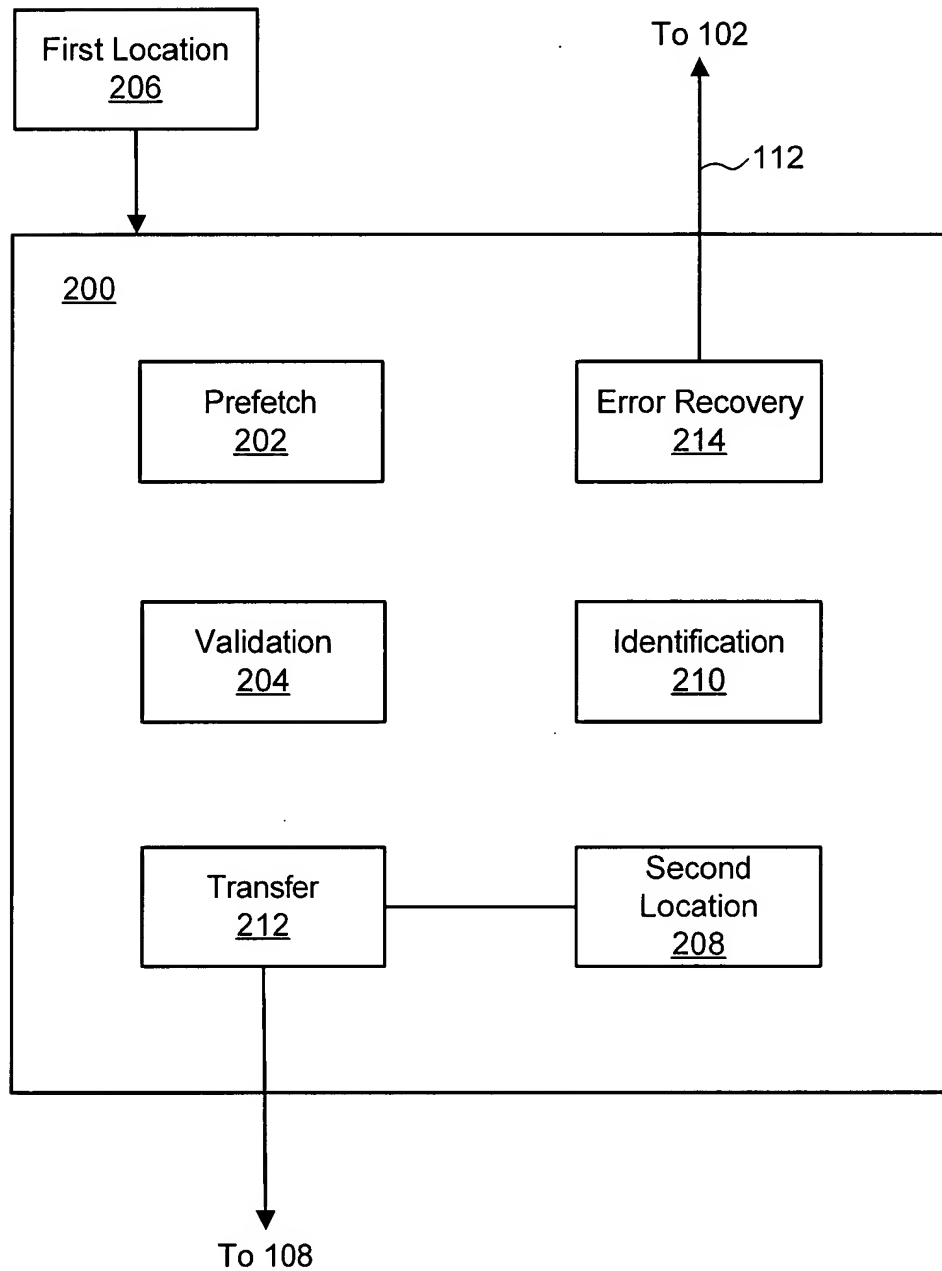 First Location
206
To 102
112
200
Prefetch
202
Error Recovery
214
Validation
204
Identification
210
Transfer
212
Second
Location
208
To 108